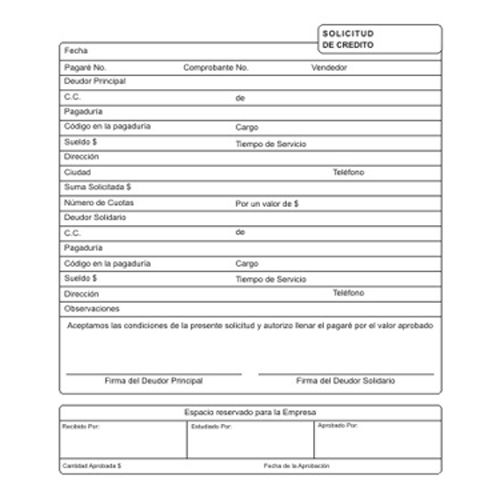 SOLICITUD
DE CREDITO
Fecha
Pagaré No. Comprobante No. Vendedor
Deudor Principal
C.C. de
Pagaduría
Código en la pagaduría Cargo
Sueldo $ Tiempo de Servicio
Dirección
Ciudad Teléfono
Suma Solicitada $
Número de Cuotas Por un valor de $
Deudor Solidario
C.C. de
Pagaduría
Código en la pagaduría Cargo
Sueldo $ Tiempo de Servicio
Dirección Teléfono
Observaciones
Aceptamos las condiciones de la presente solicitud y autorizo llenar el pagaré por el valor aprobado
Firma del Deudor Principal Firma del Deudor Solidario
Espacio reservado para la Empresa
Recibido Por: Estudiado Por: Aprobado Por:
Cantidad Aprobada $ Fecha de la Aprobación